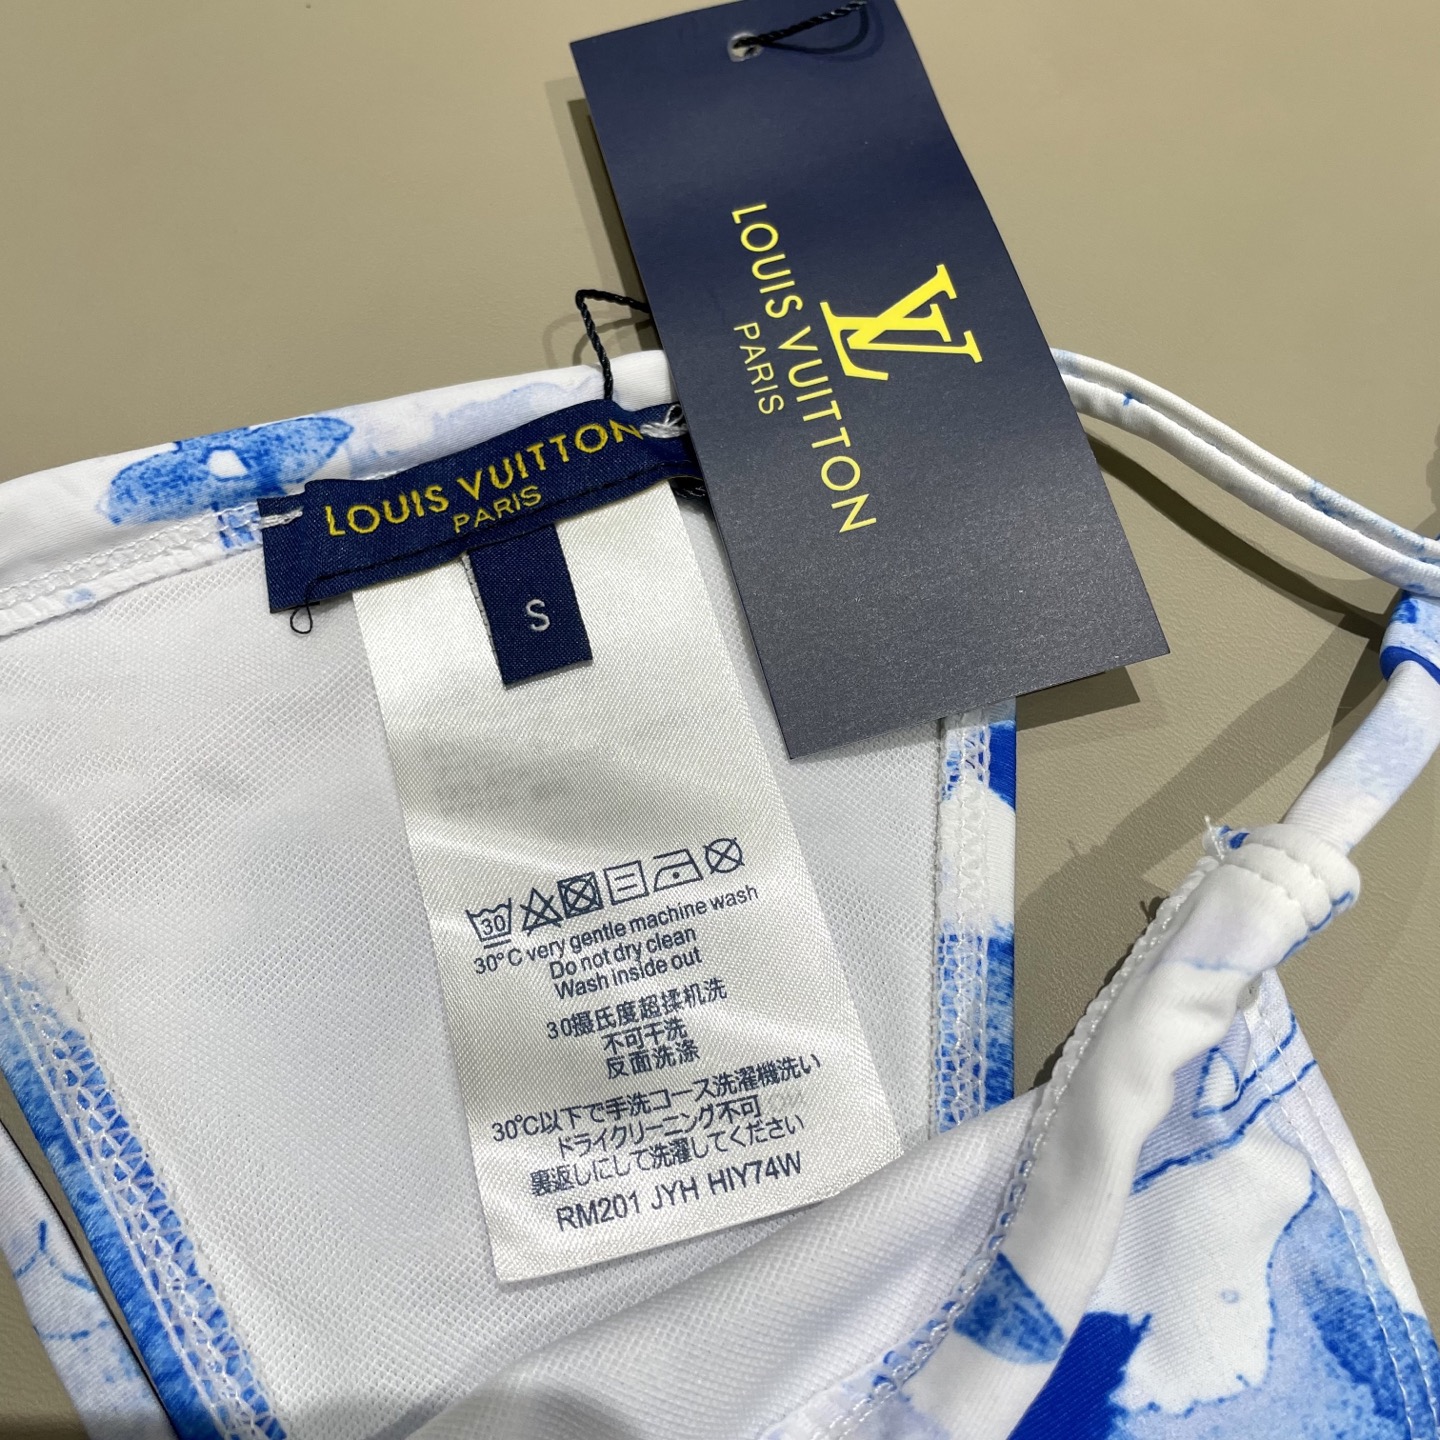 LV
LOUIS VUITTON
PARIS
LOUIS VUITTON
PARIS
S
30
30°C very gentle machine wash
Do not dry clean
Wash inside out
30摄氏度超揉机洗
不可干洗
反面洗涤
30℃以下で手洗コース洗濯機洗い
ドライクリーニング不可
裏返しにして洗濯してください
RM201 JYH HIY74W